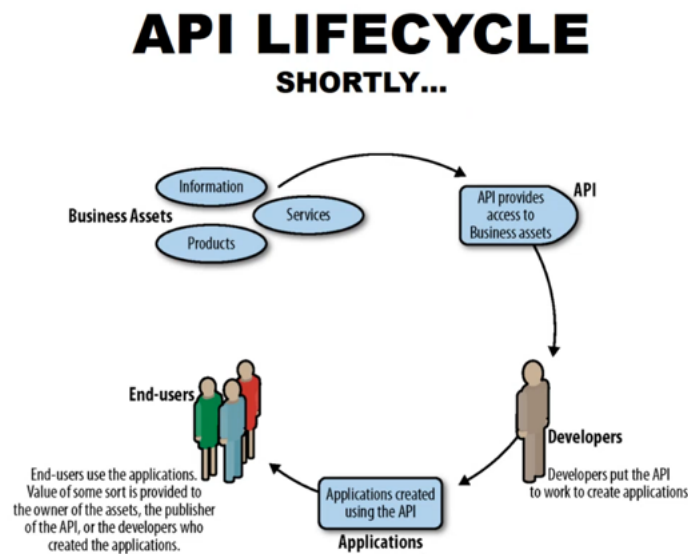 API LIFECYCLE
SHORTLY...
Information
Business Assets
Services
Products
API provides
access to
Business assets
API
Developers
Developers put the API
to work to create applications
Applications created
using the API
Applications
End-users
End-users use the applications.
Value of some sort is provided to
the owner of the assets, the publisher
of the API, or the developers who
created the applications.